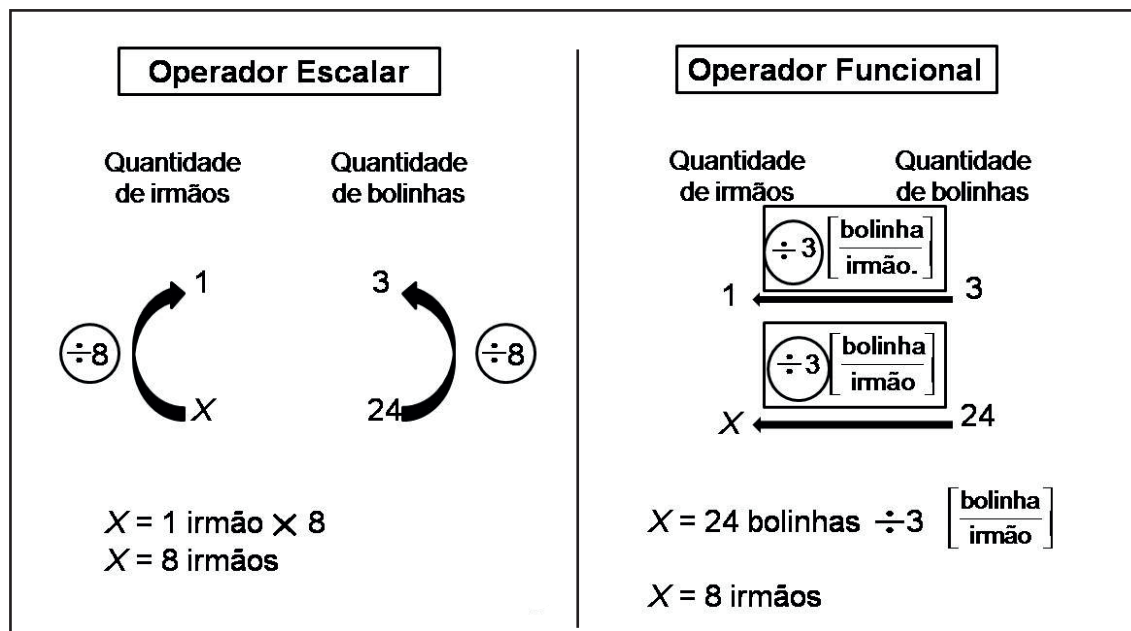 Operador Escalar
Quantidade de irmãos
Quantidade de bolinhas
1
3
÷8
÷8
X
24
X = 1 irmão × 8
X = 8 irmãos
Operador Funcional
Quantidade de irmãos
Quantidade de bolinhas
÷3 [bolinha / irmão.]
1
3
÷3 [bolinha / irmão]
X
24
X = 24 bolinhas ÷3 [bolinha / irmão]
X = 8 irmãos